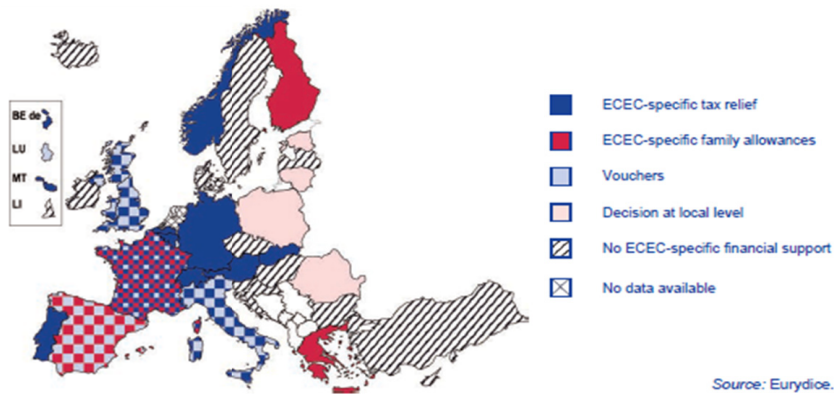 BE de
LU
MT
LI
ECEC-specific tax relief
ECEC-specific family allowances
Vouchers
Decision at local level
No ECEC-specific financial support
No data available
Source: Eurydice.